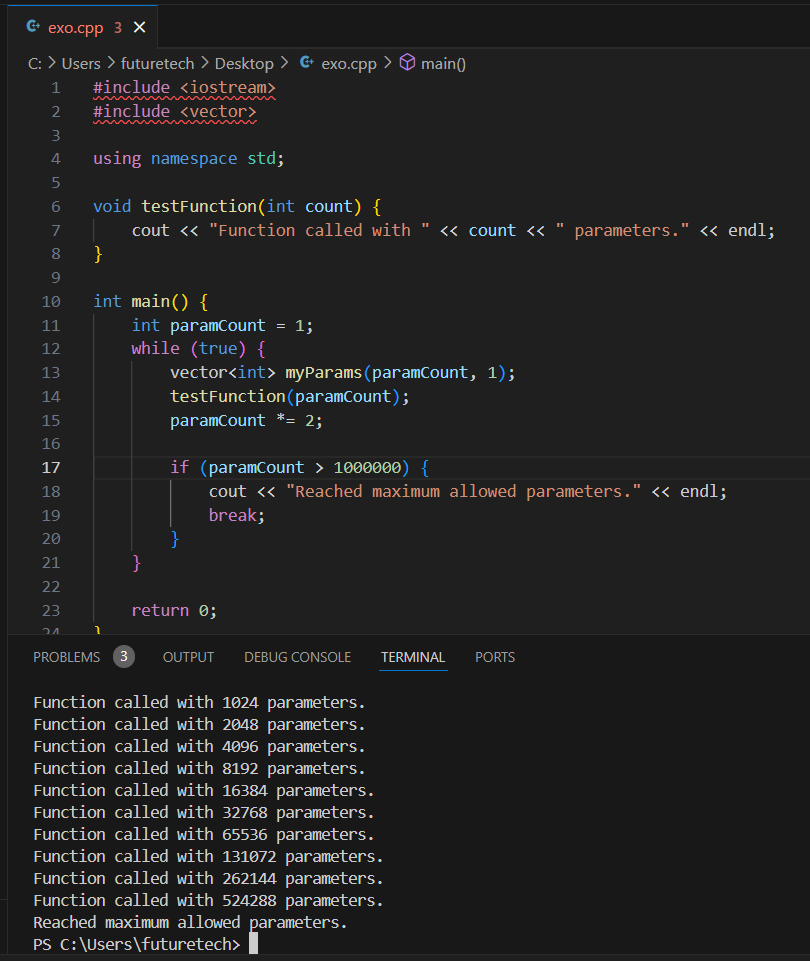 exo.cpp 3
C: > Users > futuretech > Desktop > exo.cpp > main()
1 #include <iostream>
2 #include <vector>
3
4 using namespace std;
5
6 void testFunction(int count) {
7     cout << "Function called with " << count << " parameters." << endl;
8 }
9
10 int main() {
11     int paramCount = 1;
12     while (true) {
13         vector<int> myParams(paramCount, 1);
14         testFunction(paramCount);
15         paramCount *= 2;
16
17         if (paramCount > 1000000) {
18             cout << "Reached maximum allowed parameters." << endl;
19             break;
20         }
21     }
22
23     return 0;
24 }
PROBLEMS 3 OUTPUT DEBUG CONSOLE TERMINAL PORTS
Function called with 1024 parameters.
Function called with 2048 parameters.
Function called with 4096 parameters.
Function called with 8192 parameters.
Function called with 16384 parameters.
Function called with 32768 parameters.
Function called with 65536 parameters.
Function called with 131072 parameters.
Function called with 262144 parameters.
Function called with 524288 parameters.
Reached maximum allowed parameters.
PS C:\Users\futuretech>